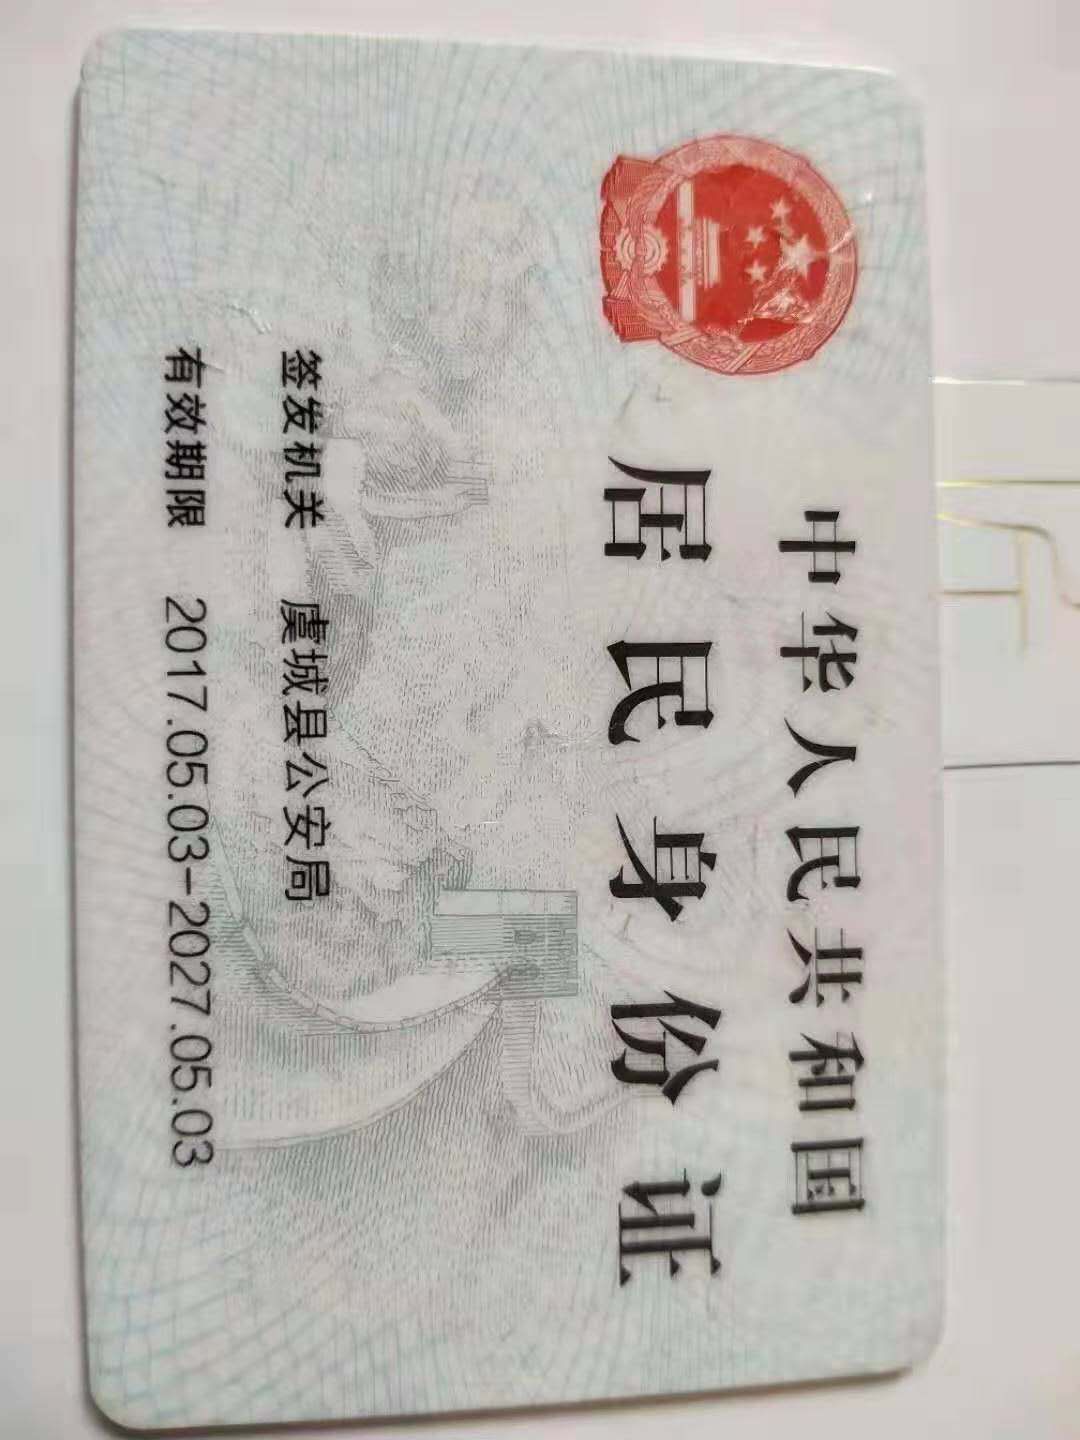 中华人民共和国
居民身份证
签发机关 虞城县公安局
有效期限 2017.05.03-2027.05.03